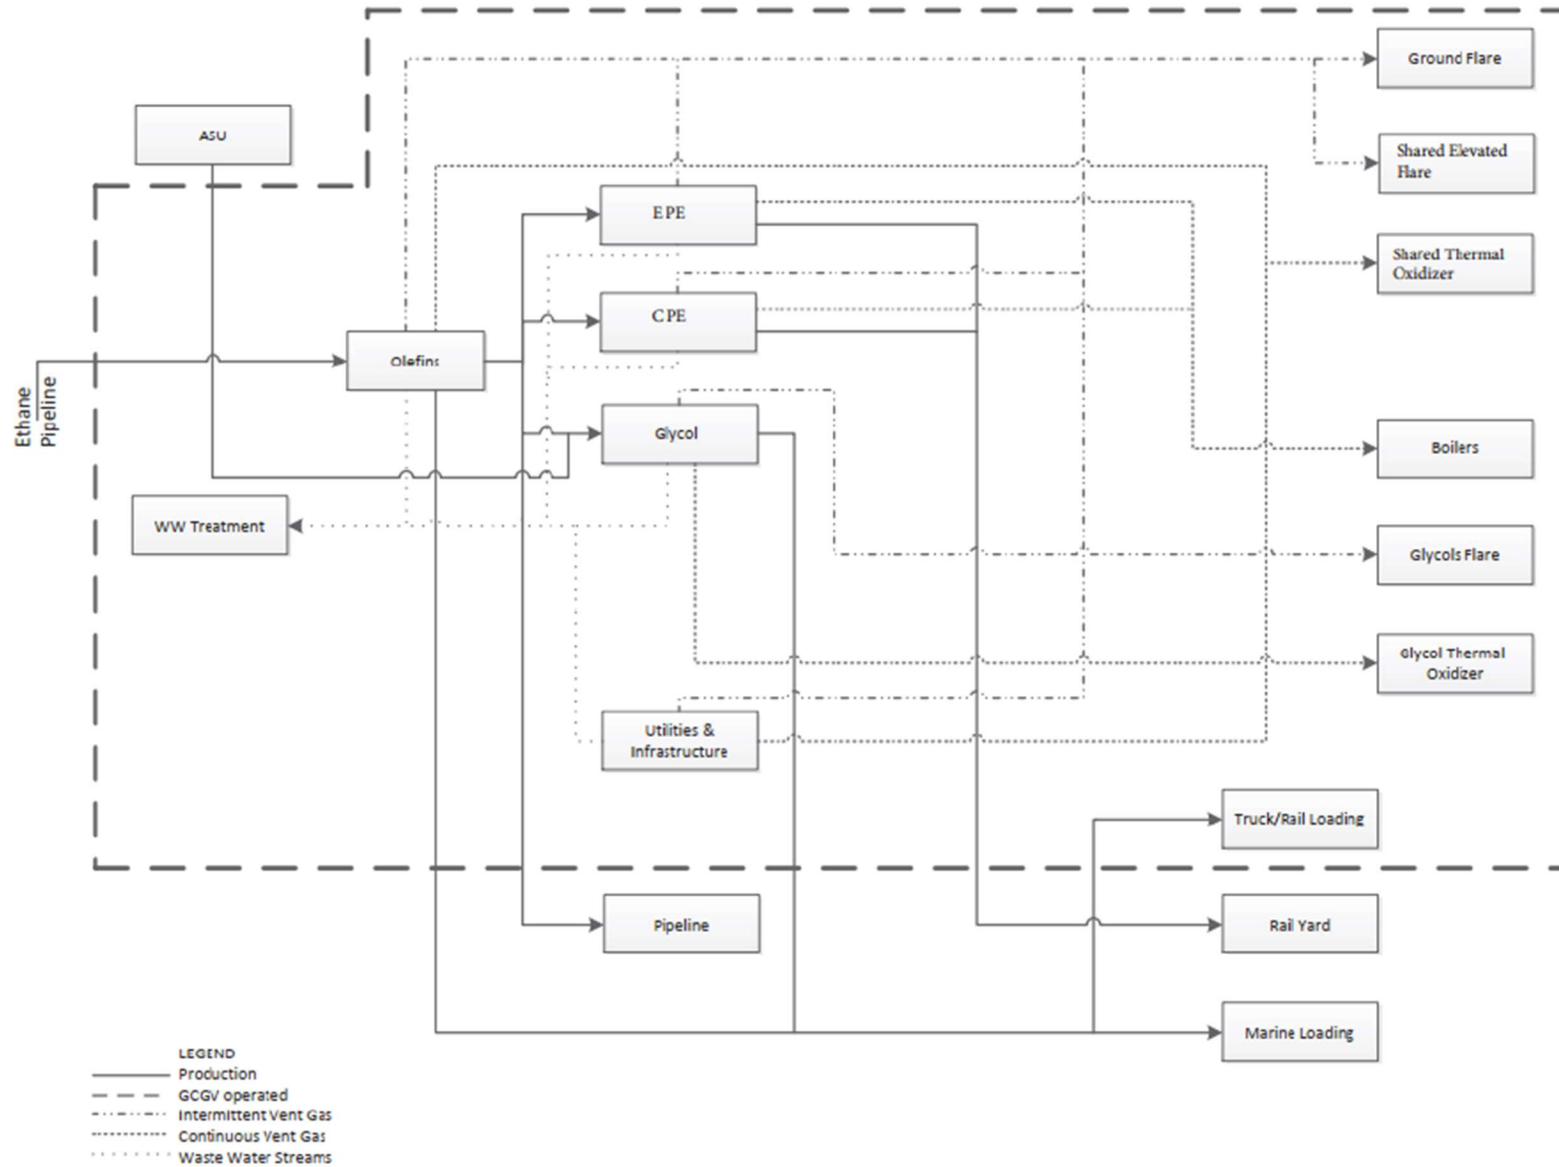 Ground Flare
ASU
Shared Elevated
Flare
EPE
Shared Thermal
Oxidizer
CPE
Olefins
Ethane
Pipeline
Glycol
Boilers
WW Treatment
Glycols Flare
Glycol Thermal
Oxidizer
Utilities &
Infrastructure
Truck/Rail Loading
Pipeline
Rail Yard
Marine Loading
LEGEND
Production
GCGV operated
Intermittent Vent Gas
Continuous Vent Gas
Waste Water Streams